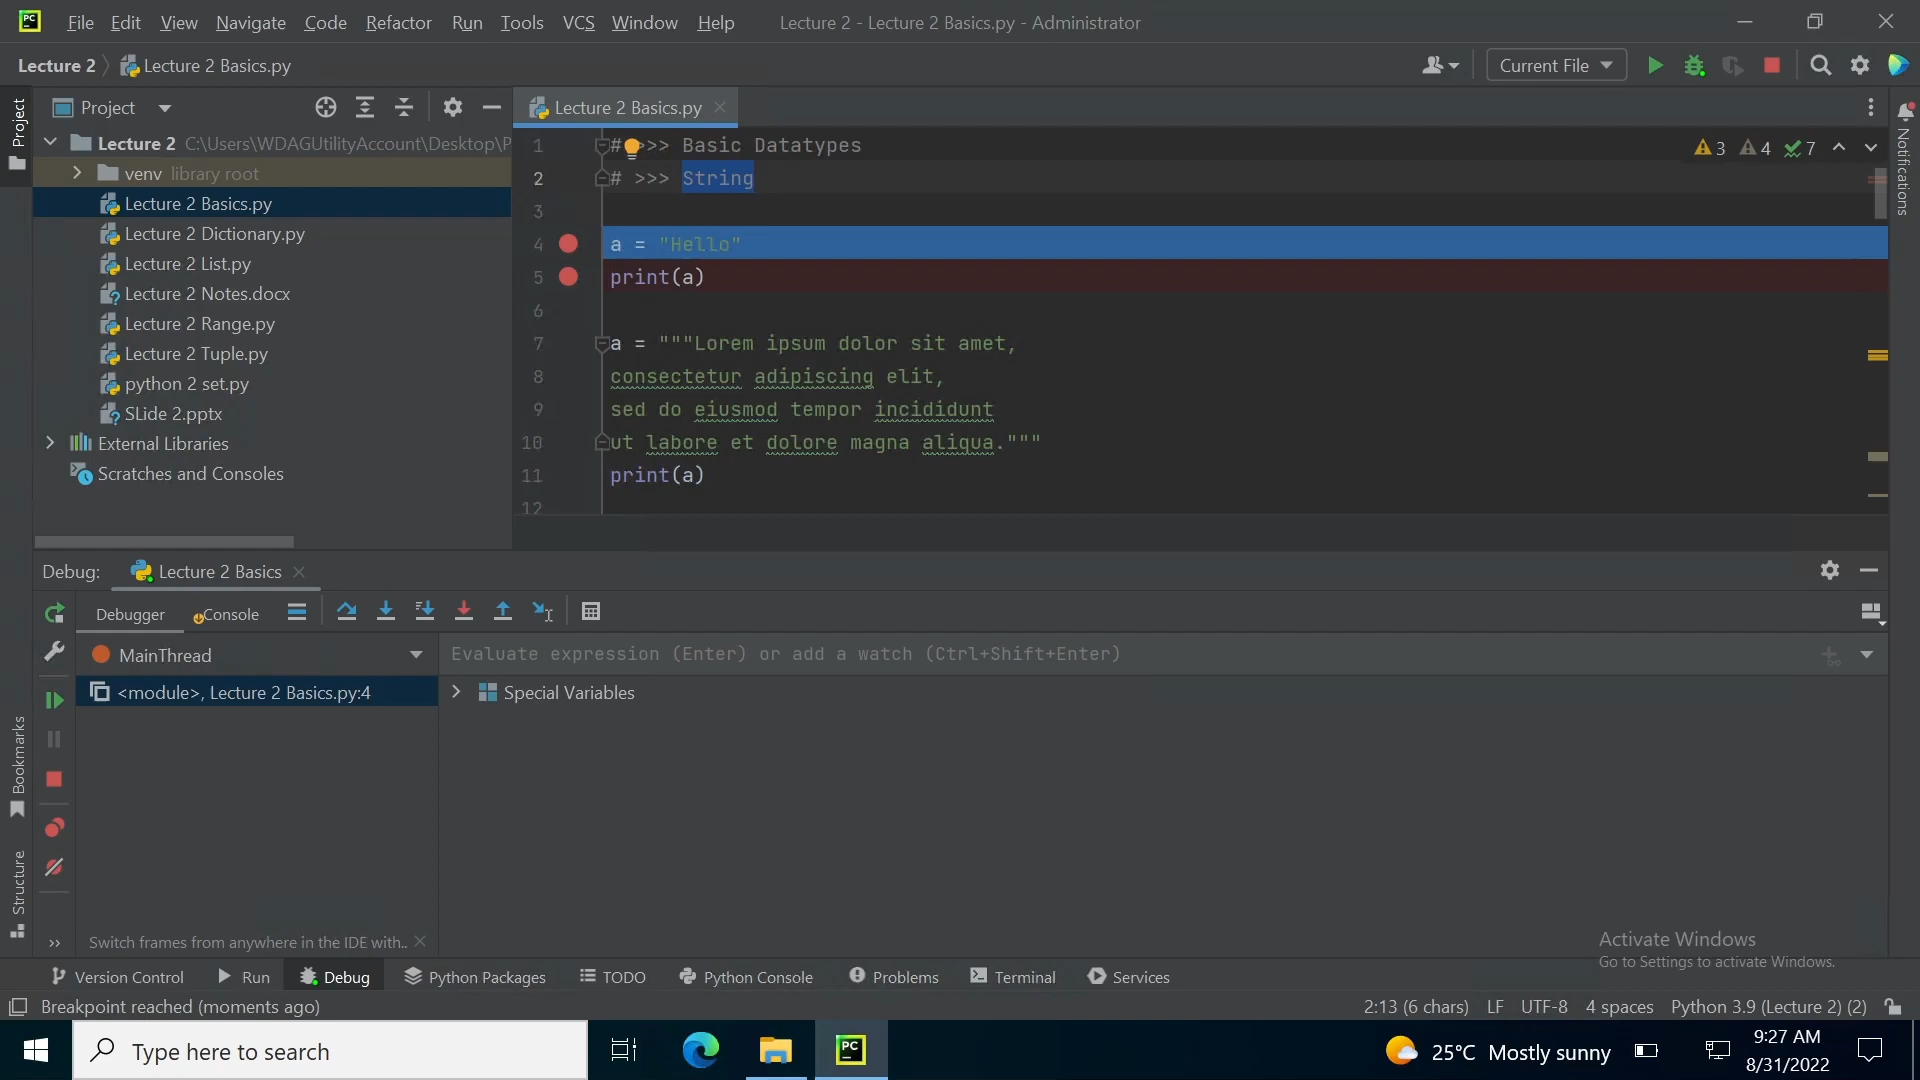 PC File Edit View Navigate Code Refactor Run Tools VCS Window Help Lecture 2 - Lecture 2 Basics.py - Administrator
Lecture 2 Lecture 2 Basics.py Current File
Project Lecture 2 Basics.py
Lecture 2 C:\Users\WDAGUtilityAccount\Desktop\P
venv library root
Lecture 2 Basics.py
Lecture 2 Dictionary.py
Lecture 2 List.py
Lecture 2 Notes.docx
Lecture 2 Range.py
Lecture 2 Tuple.py
python 2 set.py
SLide 2.pptx
External Libraries
Scratches and Consoles
1 # >>> Basic Datatypes
2 # >>> String
3
4 a = "Hello"
5 print(a)
6
7 a = """Lorem ipsum dolor sit amet,
8 consectetur adipiscing elit,
9 sed do eiusmod tempor incididunt
10 ut labore et dolore magna aliqua."""
11 print(a)
12
3 4 7
Project
Bookmarks
Structure
Notifications
Debug: Lecture 2 Basics
Debugger Console
MainThread Evaluate expression (Enter) or add a watch (Ctrl+Shift+Enter)
<module>, Lecture 2 Basics.py:4 Special Variables
Switch frames from anywhere in the IDE with..
Activate Windows
Go to Settings to activate Windows.
Version Control Run Debug Python Packages TODO Python Console Problems Terminal Services
Breakpoint reached (moments ago) 2:13 (6 chars) LF UTF-8 4 spaces Python 3.9 (Lecture 2) (2)
Type here to search PC 25°C Mostly sunny 9:27 AM
8/31/2022